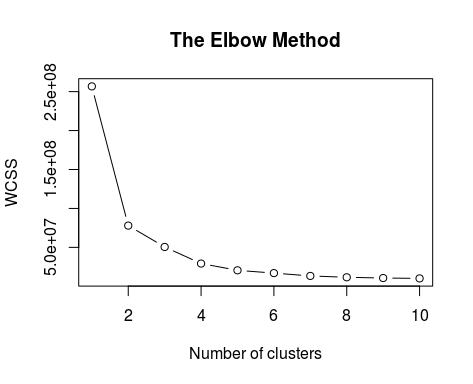 The Elbow Method
2.5e+08
1.5e+08
5.0e+07
WCSS
2 4 6 8 10
Number of clusters